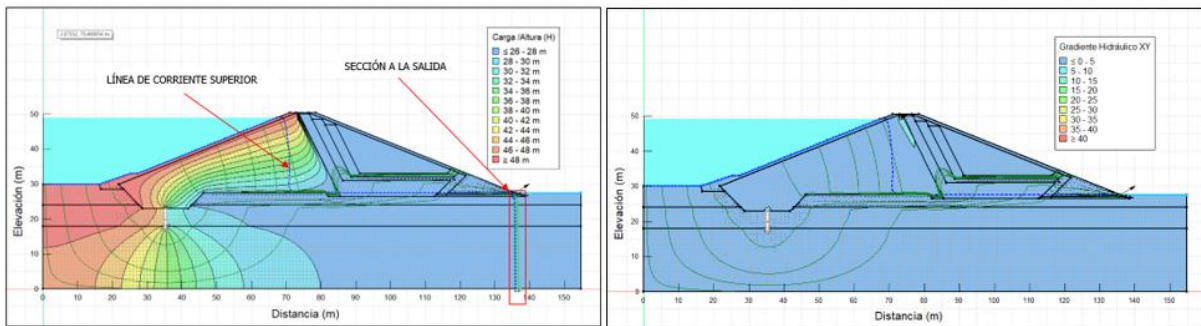 LÍNEA DE CORRIENTE SUPERIOR
SECCIÓN A LA SALIDA
Carga /Altura (H)
≤ 26 - 28 m
28 - 30 m
30 - 32 m
32 - 34 m
34 - 36 m
36 - 38 m
38 - 40 m
40 - 42 m
42 - 44 m
44 - 46 m
46 - 48 m
≥ 48 m
Elevación (m)
50
40
30
20
10
0
0 10 20 30 40 50 60 70 80 90 100 110 120 130 140 150
Distancia (m)
Gradiente Hidráulico XY
≤ 0 - 5
5 - 10
10 - 15
15 - 20
20 - 25
25 - 30
30 - 35
35 - 40
≥ 40
Elevación (m)
50
40
30
20
10
0
0 10 20 30 40 50 60 70 80 90 100 110 120 130 140 150
Distancia (m)